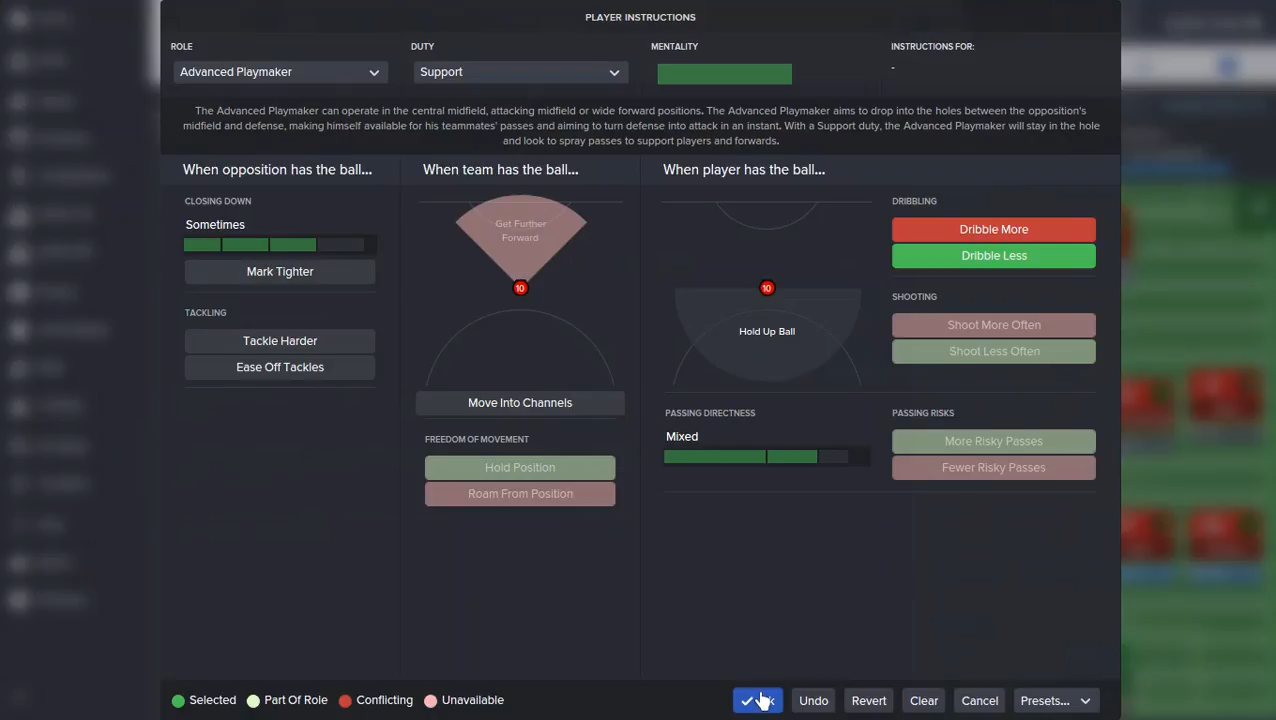 PLAYER INSTRUCTIONS
ROLE
Advanced Playmaker
DUTY
Support
MENTALITY
INSTRUCTIONS FOR:
-
The Advanced Playmaker can operate in the central midfield, attacking midfield or wide forward positions. The Advanced Playmaker aims to drop into the holes between the opposition's
midfield and defense, making himself available for his teammates' passes and aiming to turn defense into attack in an instant. With a Support duty, the Advanced Playmaker will stay in the hole
and look to spray passes to support players and forwards.
When opposition has the ball...
CLOSING DOWN
Sometimes
Mark Tighter
TACKLING
Tackle Harder
Ease Off Tackles
When team has the ball...
Get Further
Forward
10
Move Into Channels
FREEDOM OF MOVEMENT
Hold Position
Roam From Position
When player has the ball...
10
Hold Up Ball
PASSING DIRECTNESS
Mixed
DRIBBLING
Dribble More
Dribble Less
SHOOTING
Shoot More Often
Shoot Less Often
PASSING RISKS
More Risky Passes
Fewer Risky Passes
Selected
Part Of Role
Conflicting
Unavailable
Undo
Revert
Clear
Cancel
Presets...